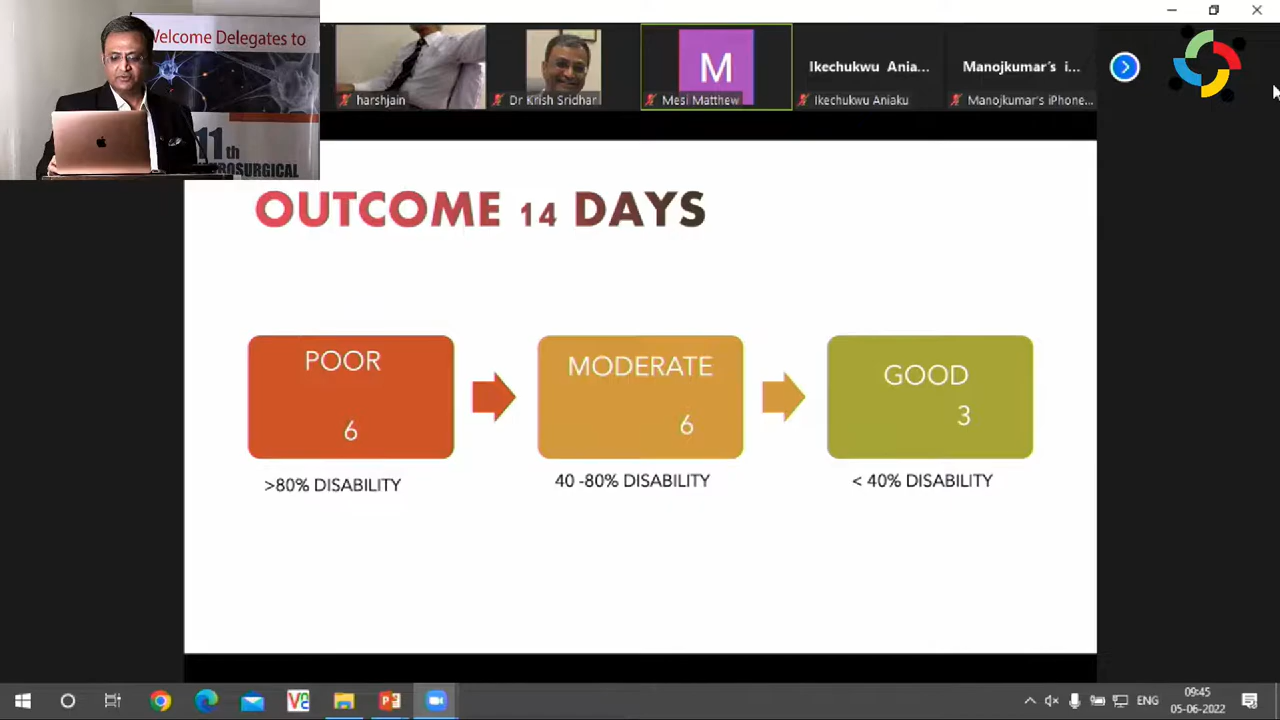 Welcome Delegates to
11th
ROSURGICAL
harshjain
Dr Krish Sridhar
M
Mesi Matthew
Ikechukwu Ania...
Ikechukwu Aniaku
Manojkumar's i...
Manojkumar's iPhone...
OUTCOME 14 DAYS
POOR
6
>80% DISABILITY
MODERATE
6
40 -80% DISABILITY
GOOD
3
< 40% DISABILITY
ENG
09:45
05-06-2022